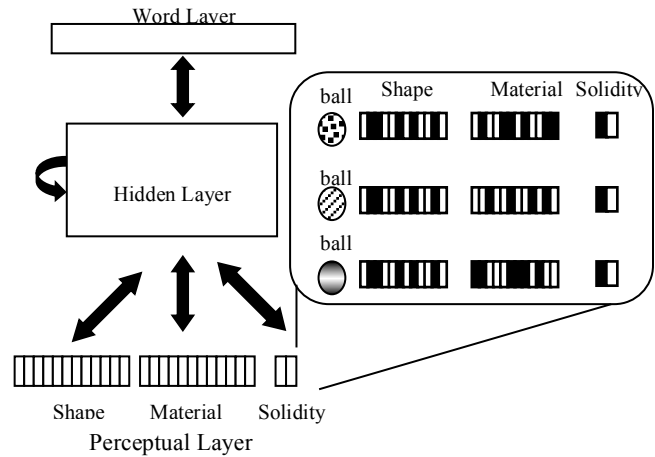 Word Layer
Hidden Layer
Shape Material Solidity
Perceptual Layer
Shape Material Solidity
ball
ball
ball